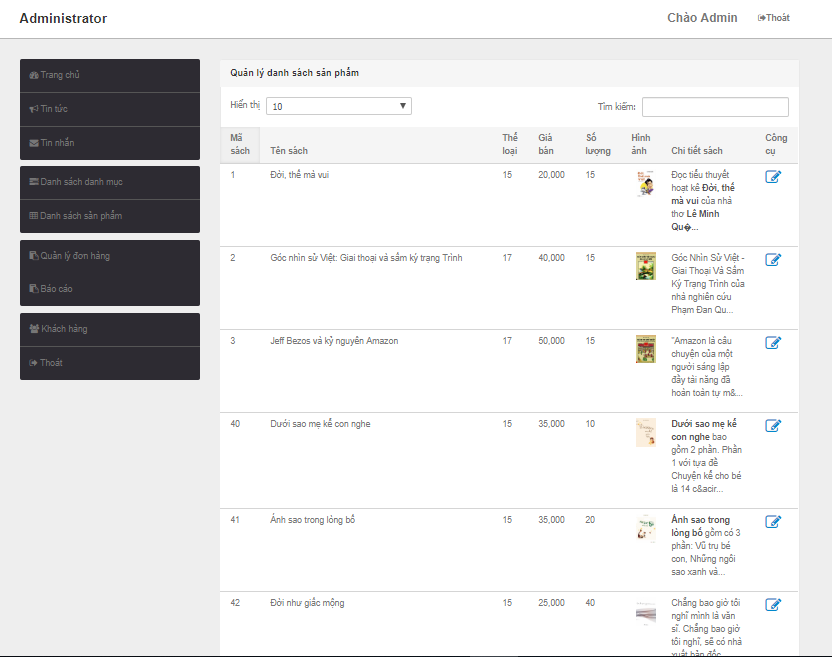 Administrator
Chào Admin
Thoát
Trang chủ
Tin tức
Tin nhắn
Danh sách danh mục
Danh sách sản phẩm
Quản lý đơn hàng
Báo cáo
Khách hàng
Thoát
Quản lý danh sách sản phẩm
Hiển thị 10
Tìm kiếm:
Mã sách Tên sách Thể loại Giá bán Số lượng Hình ảnh Chi tiết sách Công cụ
1 Đời, thế mà vui 15 20,000 15
Đọc tiểu thuyết
hoạt kê Đời, thế
mà vui của nhà
thơ Lê Minh
Qu�...
2 Góc nhìn sử Việt: Giai thoại và sấm ký trạng Trình 17 40,000 15
Góc Nhìn Sử Việt -
Giai Thoại Và Sấm
Ký Trạng Trình của
nhà nghiên cứu
Phạm Đan Qu...
3 Jeff Bezos và kỷ nguyên Amazon 17 50,000 15
"Amazon là câu
chuyện của một
người sáng lập
đầy tài năng đã
hoàn toàn tự m&...
40 Dưới sao mẹ kể con nghe 15 35,000 10
Dưới sao mẹ kể
con nghe bao
gồm 2 phần. Phần
1 với tựa đề
Chuyện kể cho bé
là 14 c&acir...
41 Ánh sao trong lòng bố 15 35,000 20
Ánh sao trong
lòng bố gồm có 3
phần: Vũ trụ bé
con, Những ngôi
sao xanh và...
42 Đời như giấc mộng 15 25,000 40
Chẳng bao giờ tôi
nghĩ mình là văn
sĩ. Chẳng bao giờ
tôi nghĩ, sẽ có nhà
xuất bản đốc